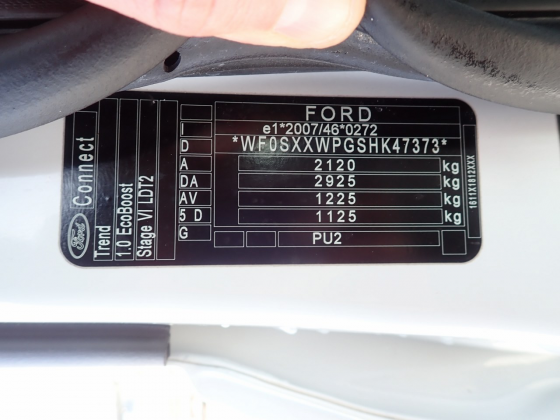 FORD
I e1*2007/46*0272
D *WF0SXXWPGSHK47373*
A 2120 kg
DA 2925 kg
AV 1225 kg
5 D 1125 kg
G PU2
Ford Connect
Trend
1.0 EcoBoost
Stage VI LDT2
1611X1812XXX